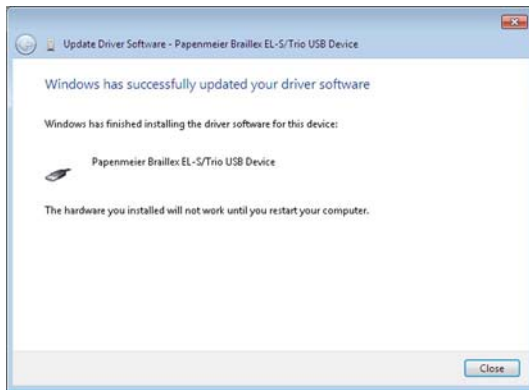 Update Driver Software - Papenmeier Braillex EL-S/Trio USB Device
Windows has successfully updated your driver software
Windows has finished installing the driver software for this device:
Papenmeier Braillex EL-S/Trio USB Device
The hardware you installed will not work until you restart your computer.
Close